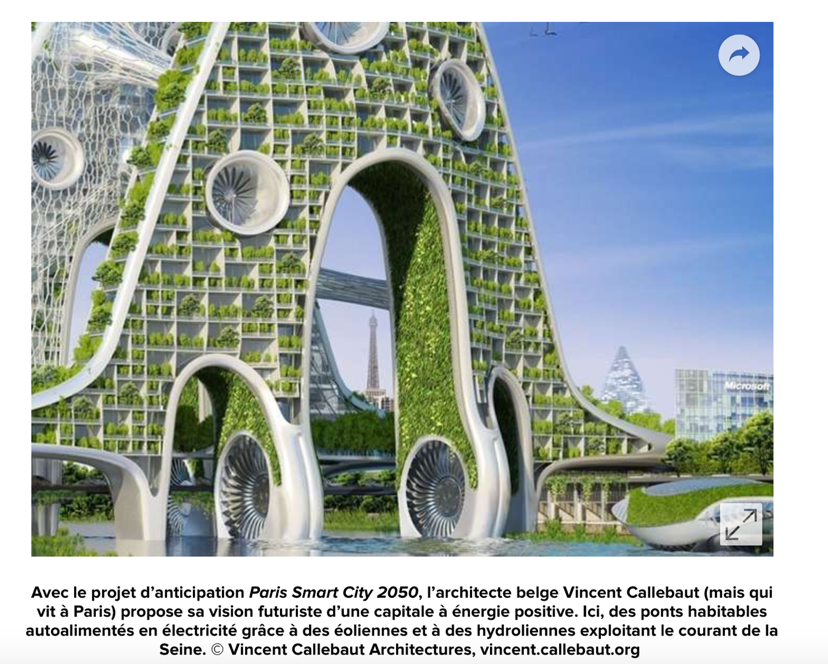 Microsoft
Avec le projet d’anticipation Paris Smart City 2050, l’architecte belge Vincent Callebaut (mais qui
vit à Paris) propose sa vision futuriste d’une capitale à énergie positive. Ici, des ponts habitables
autoalimentés en électricité grâce à des éoliennes et à des hydroliennes exploitant le courant de la
Seine. © Vincent Callebaut Architectures, vincent.callebaut.org